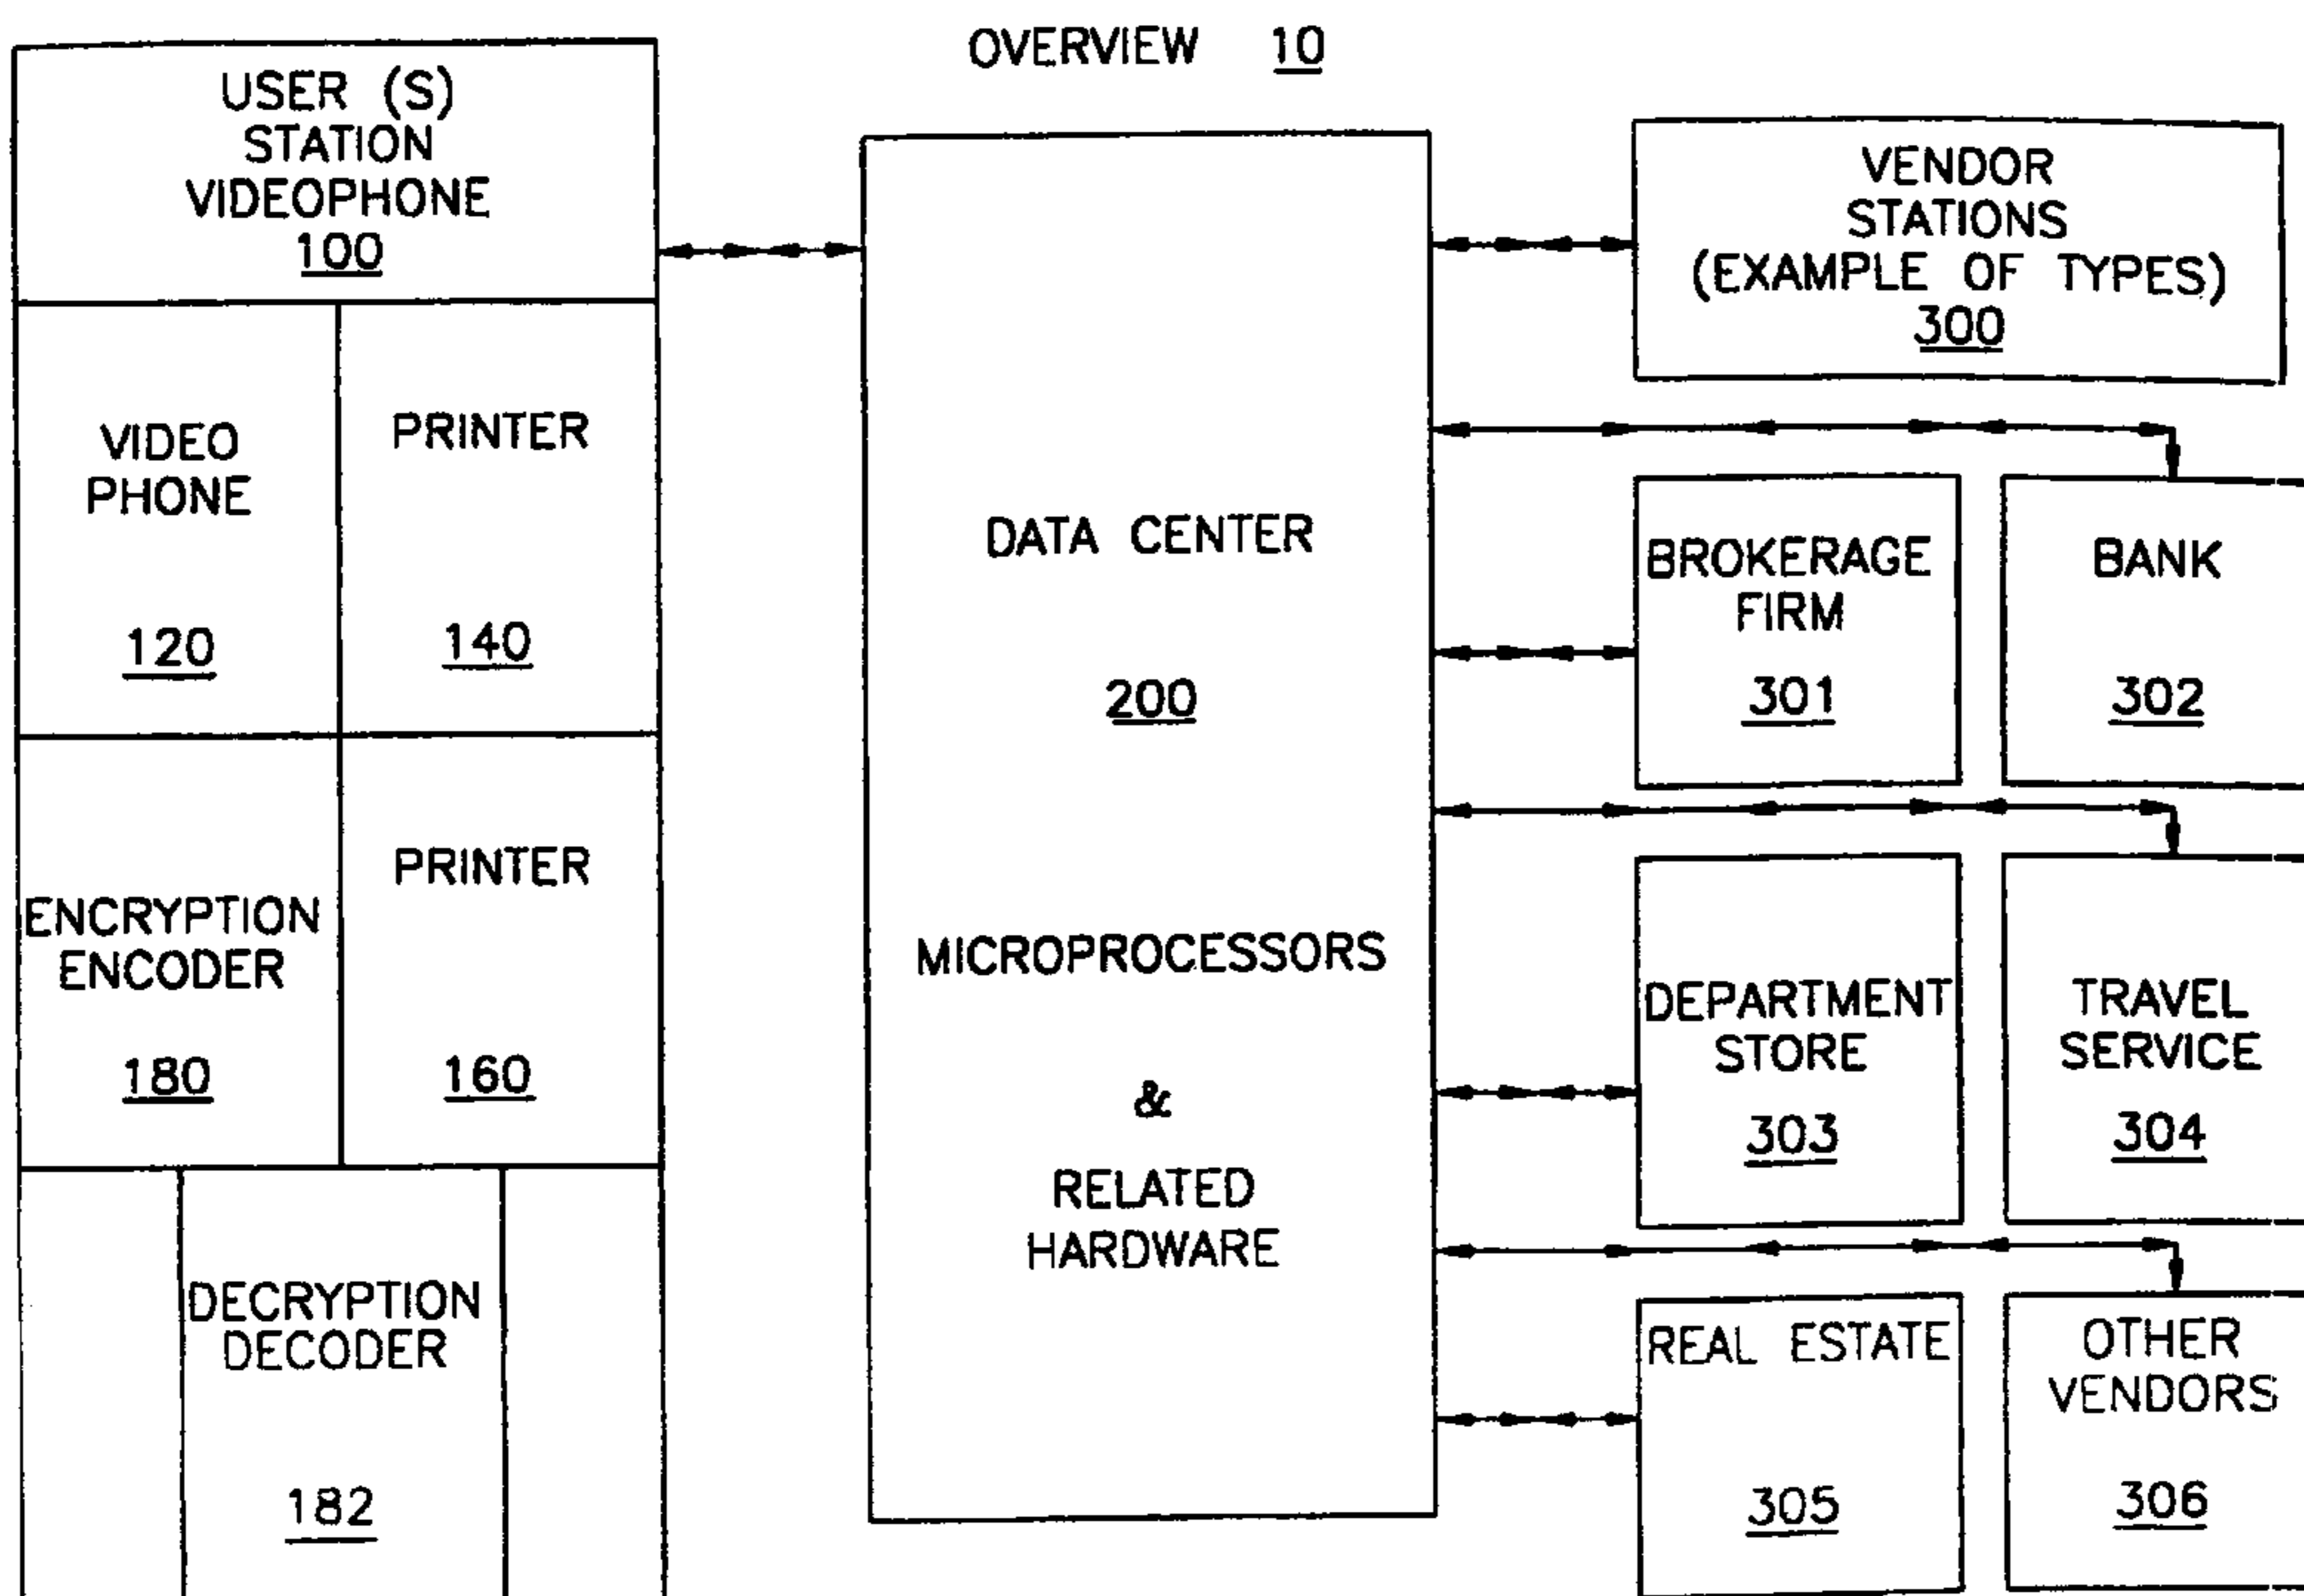 OVERVIEW 10
USER (S)
STATION
VIDEOPHONE
100
VIDEO
PHONE
120
PRINTER
140
ENCRYPTION
ENCODER
180
PRINTER
160
DECRYPTION
DECODER
182
DATA CENTER
200
MICROPROCESSORS
&
RELATED
HARDWARE
VENDOR
STATIONS
(EXAMPLE OF TYPES)
300
BROKERAGE
FIRM
301
BANK
302
DEPARTMENT
STORE
303
TRAVEL
SERVICE
304
REAL ESTATE
305
OTHER
VENDORS
306